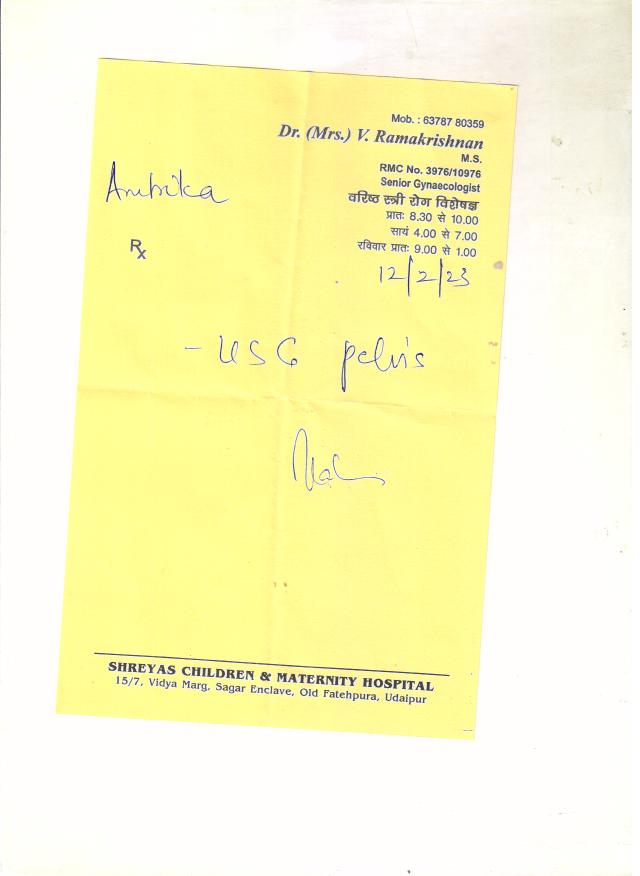 Mob. : 63787 80359
Dr. (Mrs.) V. Ramakrishnan
M.S.
RMC No. 3976/10976
Senior Gynaecologist
वरिष्ठ स्त्री रोग विशेषज्ञ
प्रातः 8.30 से 10.00
सायं 4.00 से 7.00
रविवार प्रातः 9.00 से 1.00
Ambika
12/2/23
Rx
- USG pelvis
SHREYAS CHILDREN & MATERNITY HOSPITAL
15/7, Vidya Marg, Sagar Enclave, Old Fatehpura, Udaipur